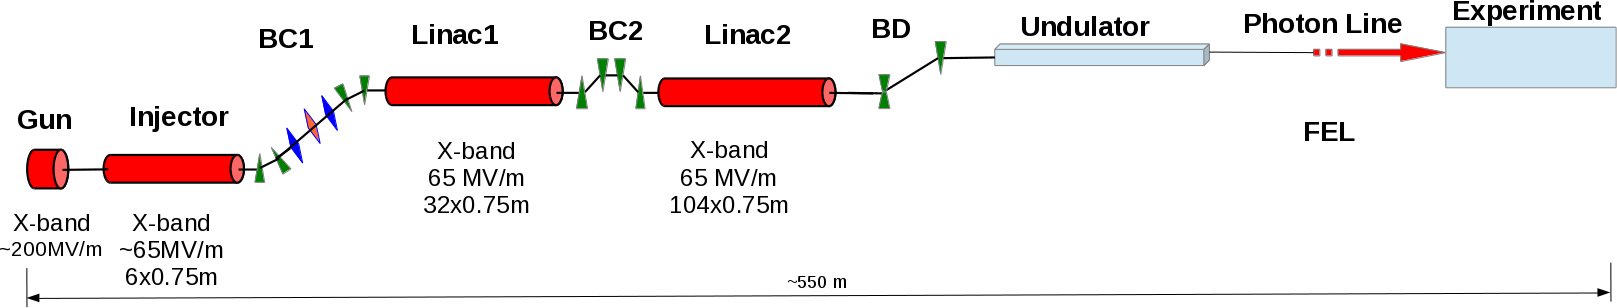 Gun
Injector
BC1
Linac1
BC2
Linac2
BD
Undulator
Photon Line
Experiment
FEL
X-band
~200MV/m
X-band
~65MV/m
6x0.75m
X-band
65 MV/m
32x0.75m
X-band
65 MV/m
104x0.75m
~550 m